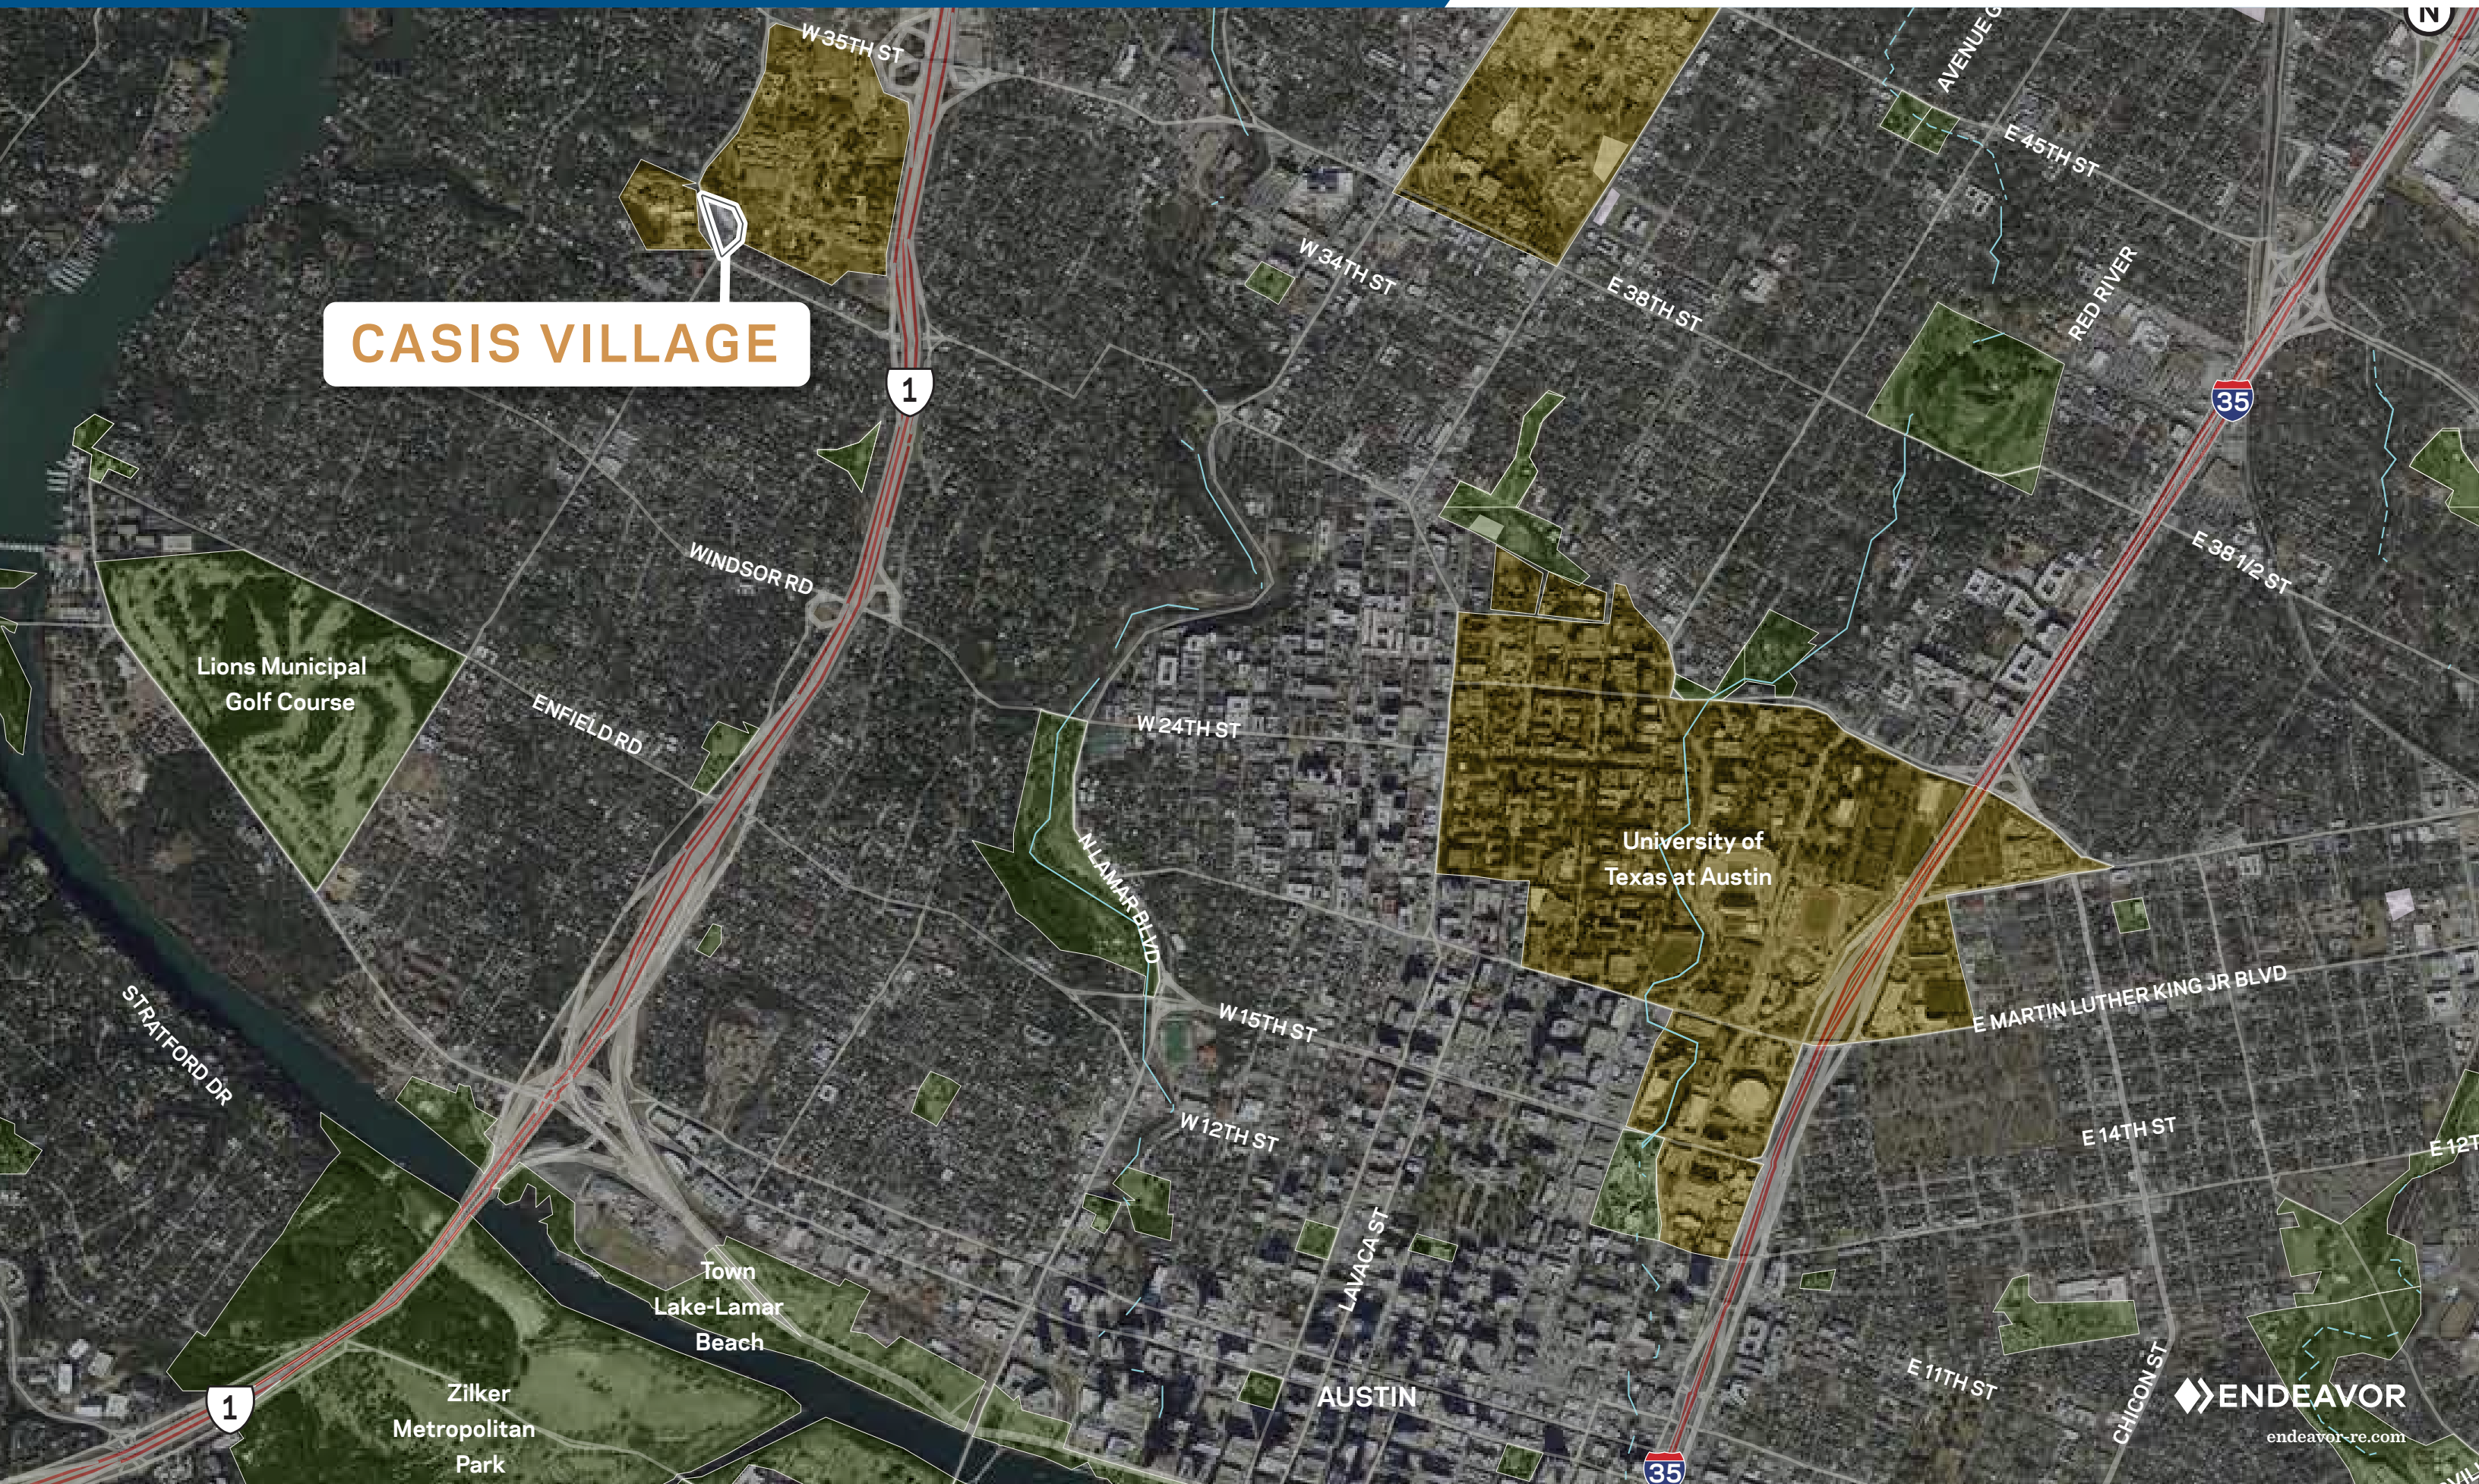 N
W 35TH ST
AVENUE G
E 45TH ST
W 34TH ST
E 38TH ST
RED RIVER
CASIS VILLAGE
1
35
WINDSOR RD
E 38 1/2 ST
Lions Municipal
Golf Course
ENFIELD RD
W 24TH ST
N LAMAR BLVD
University of
Texas at Austin
STRATFORD DR
W 15TH ST
E MARTIN LUTHER KING JR BLVD
W 12TH ST
E 14TH ST
E 12T
LAVACA ST
Town
Lake-Lamar
Beach
Zilker
Metropolitan
Park
1
AUSTIN
E 11TH ST
CHICON ST
ENDEAVOR
endeavor-re.com
35